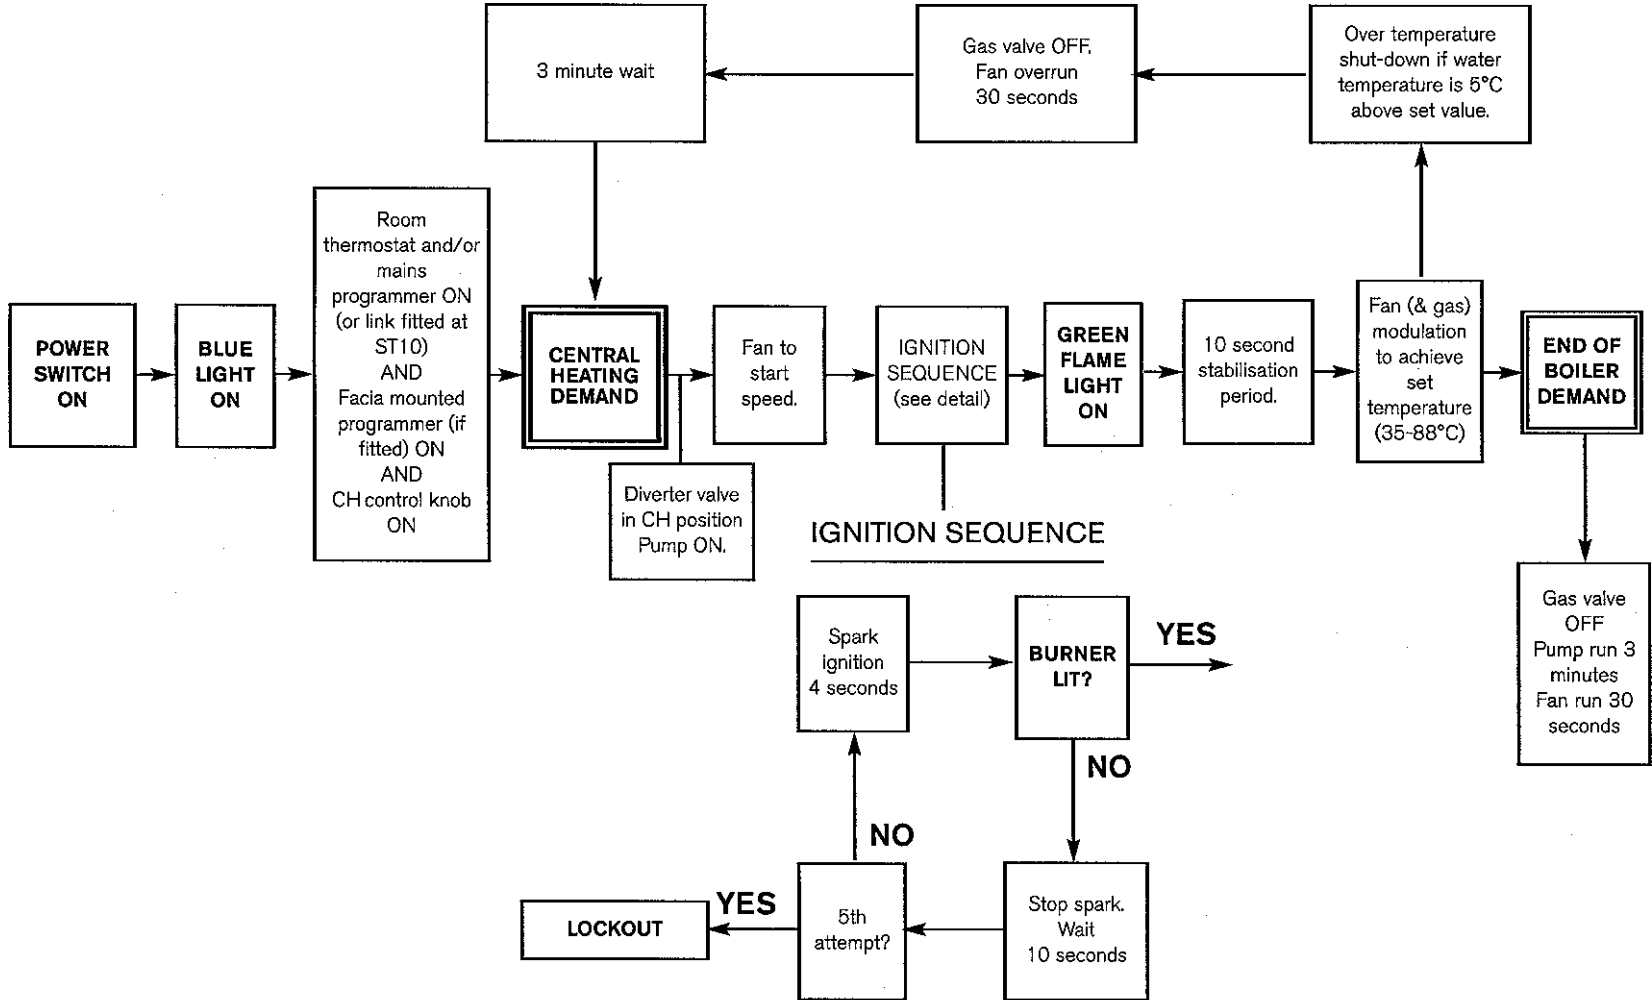 3 minute wait
Gas valve OFF.
Fan overrun
30 seconds
Over temperature
shut-down if water
temperature is 5°C
above set value.
POWER
SWITCH
ON
BLUE
LIGHT
ON
Room
thermostat and/or
mains
programmer ON
(or link fitted at
ST10)
AND
Facia mounted
programmer (if
fitted) ON
AND
CH control knob
ON
CENTRAL
HEATING
DEMAND
Diverter valve
in CH position
Pump ON.
Fan to
start
speed.
IGNITION
SEQUENCE
(see detail)
GREEN
FLAME
LIGHT
ON
10 second
stabilisation
period.
Fan (& gas)
modulation
to achieve
set
temperature
(35-88°C)
END OF
BOILER
DEMAND
Gas valve
OFF
Pump run 3
minutes
Fan run 30
seconds
IGNITION SEQUENCE
Spark
ignition
4 seconds
BURNER
LIT?
YES
NO
Stop spark.
Wait
10 seconds
5th
attempt?
NO
YES
LOCKOUT